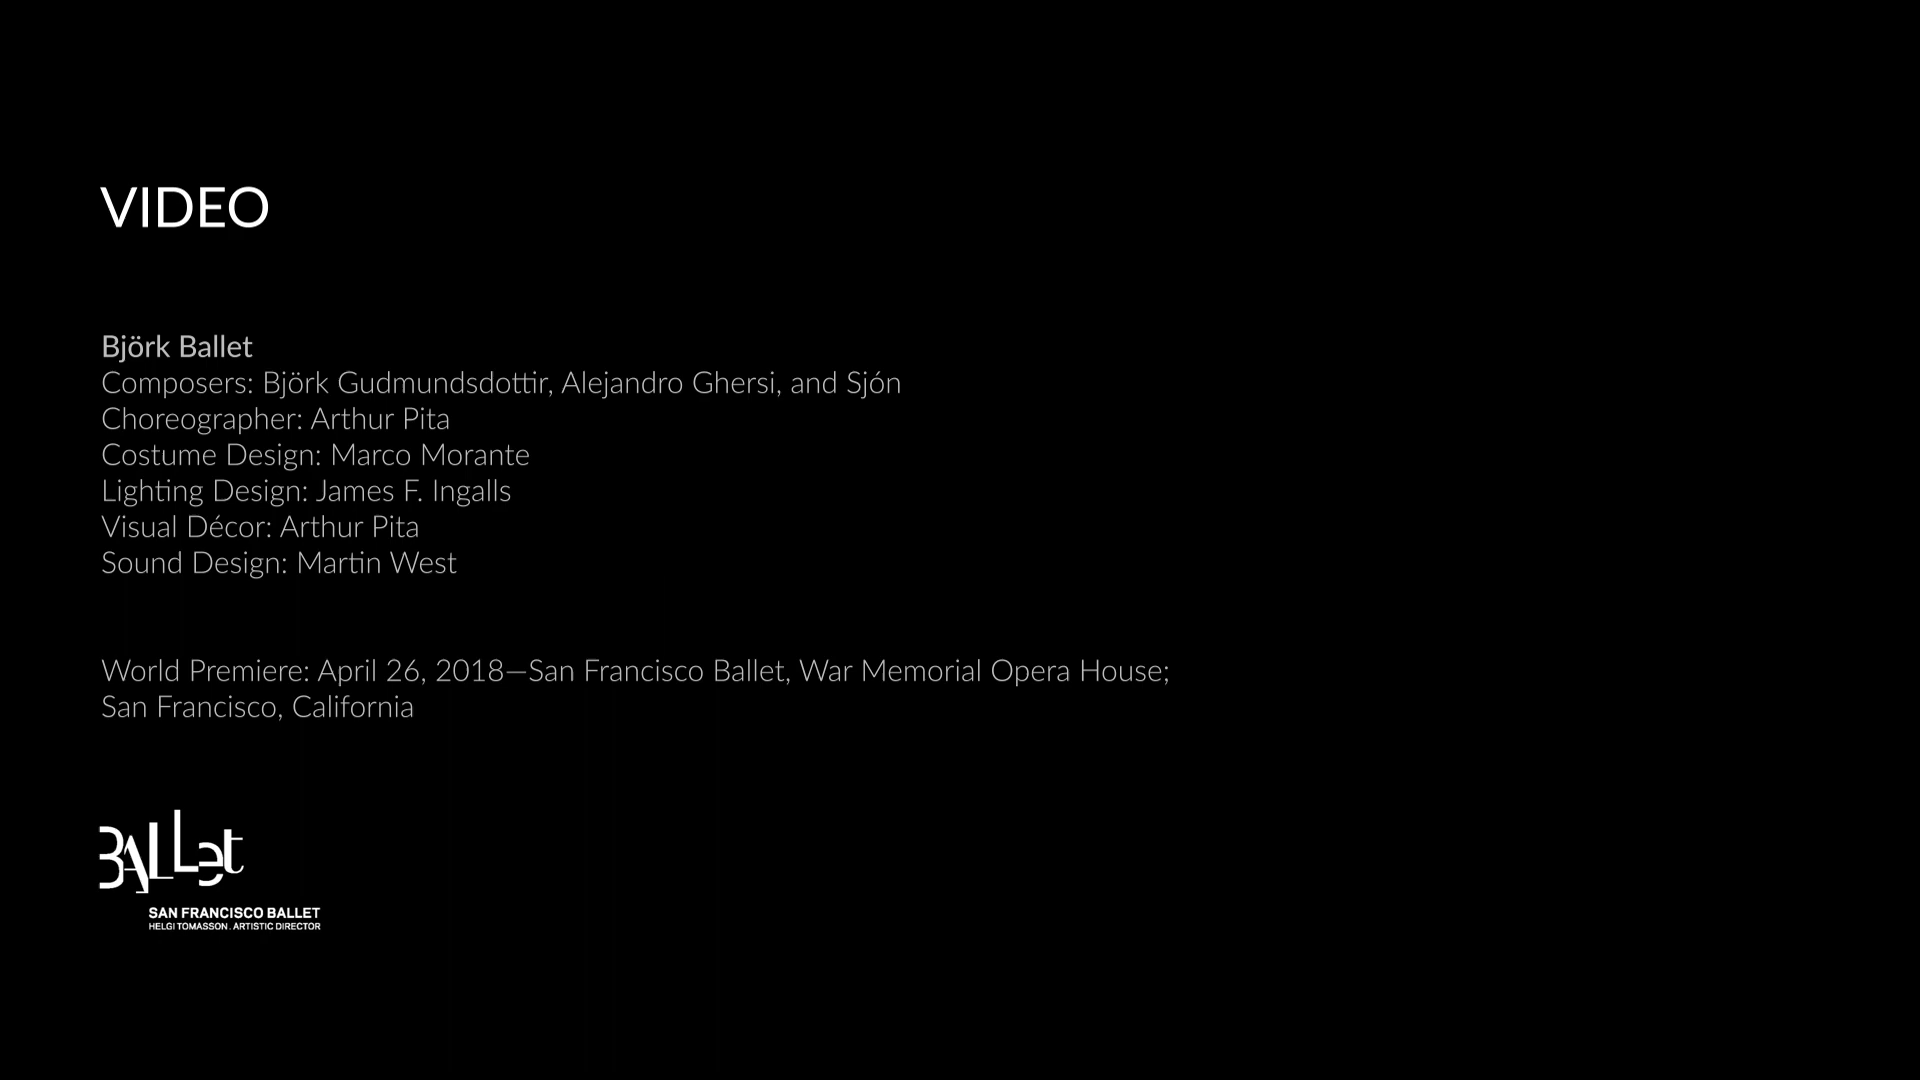 VIDEO
Björk Ballet
Composers: Björk Gudmundsdottir, Alejandro Ghersi, and Sjón
Choreographer: Arthur Pita
Costume Design: Marco Morante
Lighting Design: James F. Ingalls
Visual Décor: Arthur Pita
Sound Design: Martin West
World Premiere: April 26, 2018—San Francisco Ballet, War Memorial Opera House;
San Francisco, California
BALLet
SAN FRANCISCO BALLET
HELGI TOMASSON. ARTISTIC DIRECTOR